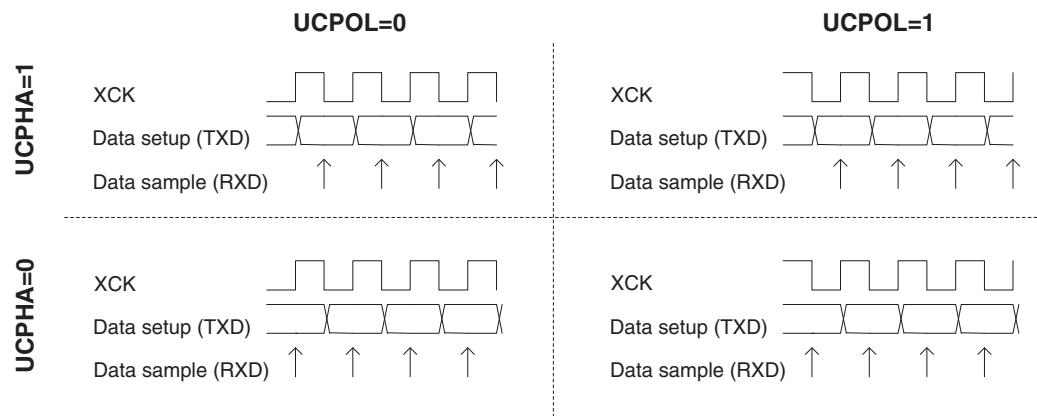 UCPOL=0
UCPOL=1
UCPHA=1
XCK
Data setup (TXD)
Data sample (RXD)
XCK
Data setup (TXD)
Data sample (RXD)
UCPHA=0
XCK
Data setup (TXD)
Data sample (RXD)
XCK
Data setup (TXD)
Data sample (RXD)